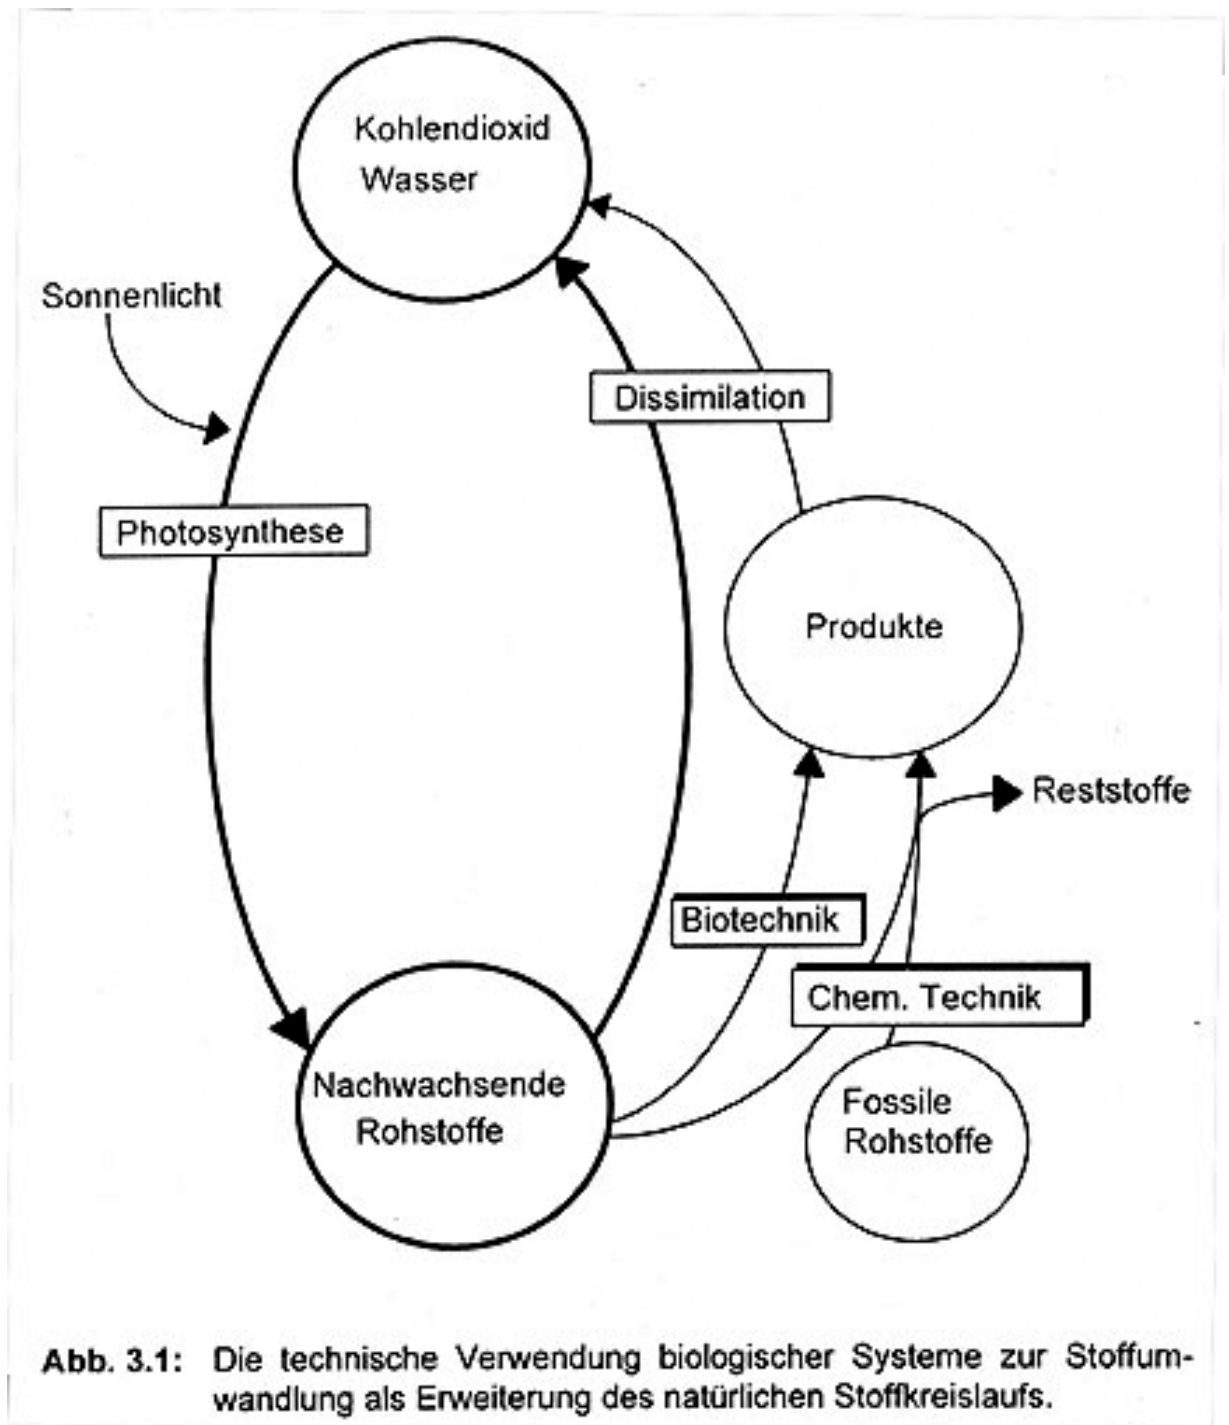 Kohlendioxid
Wasser
Sonnenlicht
Dissimilation
Photosynthese
Produkte
Reststoffe
Biotechnik
Chem. Technik
Nachwachsende
Rohstoffe
Fossile
Rohstoffe
Abb. 3.1: Die technische Verwendung biologischer Systeme zur Stoffum-
wandlung als Erweiterung des natürlichen Stoffkreislaufs.